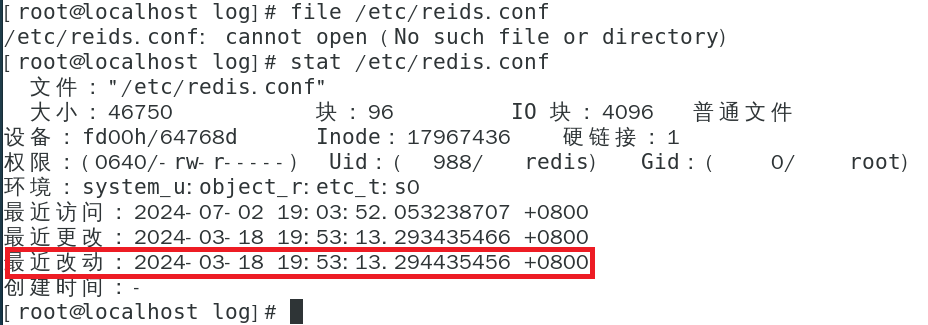 [root@localhost log]# file /etc/reids.conf
/etc/reids.conf: cannot open (No such file or directory)
[root@localhost log]# stat /etc/redis.conf
文件："/etc/redis.conf"
大小：46750 块：96 IO 块：4096 普通文件
设备：fd00h/64768d Inode：17967436 硬链接：1
权限：(0640/-rw-r-----) Uid：( 988/ redis) Gid：( 0/ root)
环境：system_u:object_r:etc_t:s0
最近访问：2024-07-02 19:03:52.053238707 +0800
最近更改：2024-03-18 19:53:13.293435466 +0800
最近改动：2024-03-18 19:53:13.294435456 +0800
创建时间：-
[root@localhost log]#